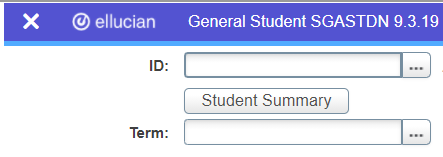 ellucian General Student SGASTDN 9.3.19
ID: ...
Student Summary
Term: ...